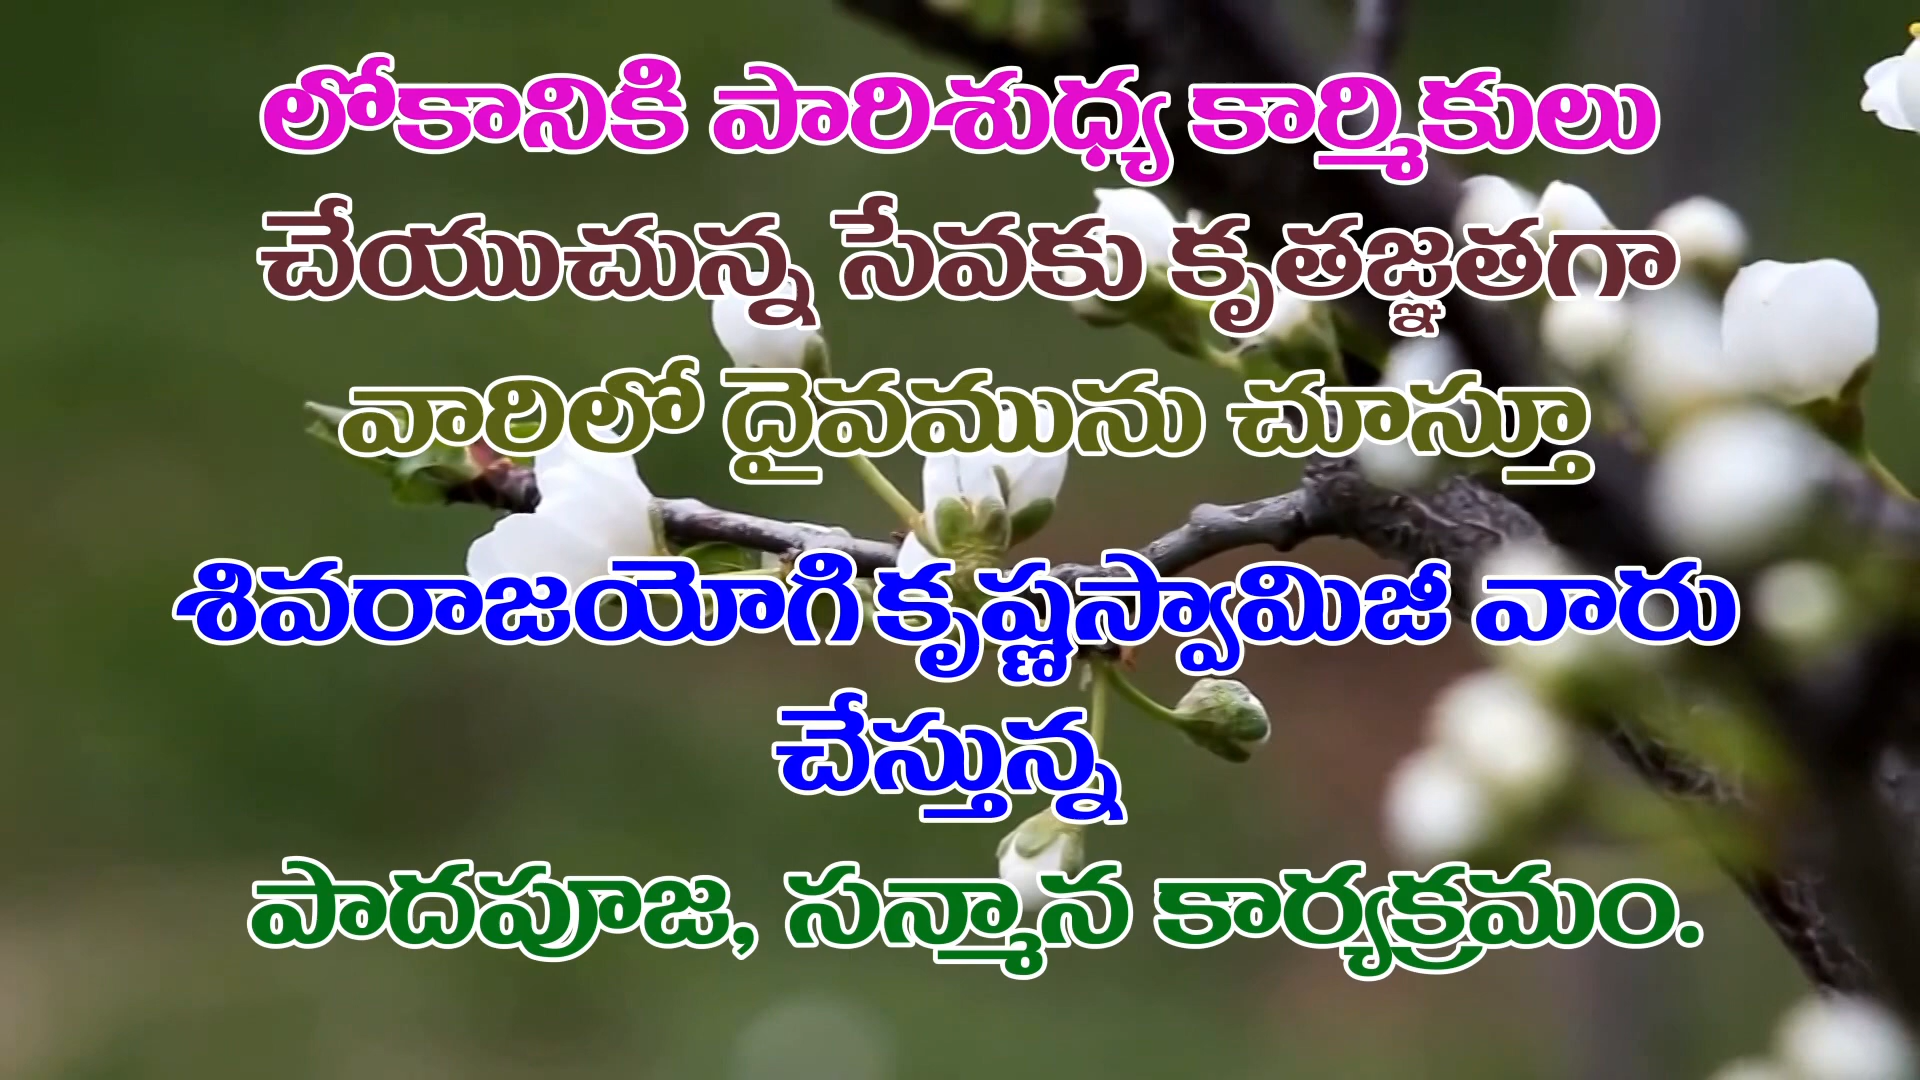 లోకానికి పారిశుధ్య కార్మికులు
చేయుచున్న సేవకు కృతజ్ఞతగా
వారిలో దైవమును చూస్తూ
శివరాజయోగి కృష్ణస్వామిజీ వారు
చేస్తున్న
పాదపూజ, సన్మాన కార్యక్రమం.